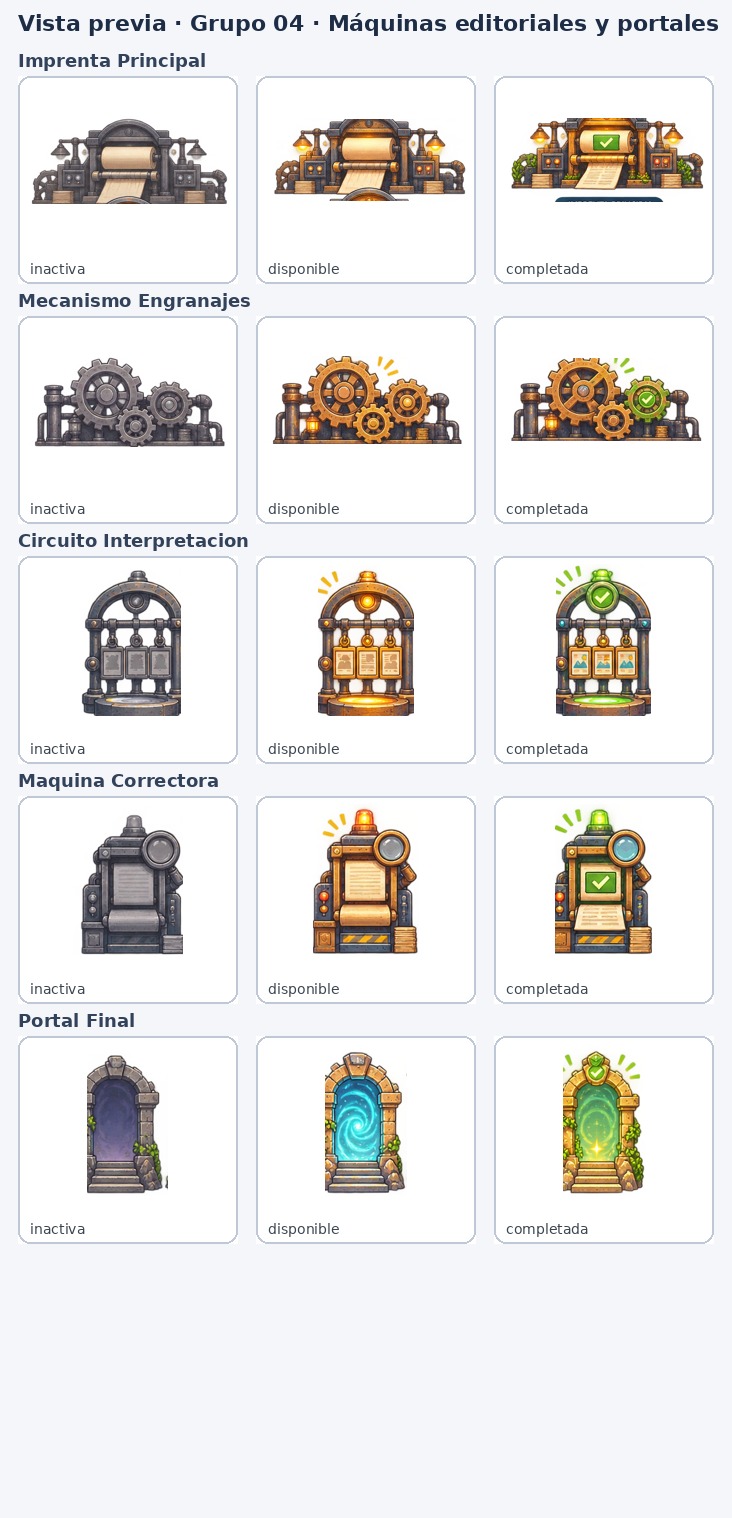 Vista previa · Grupo 04 · Máquinas editoriales y portales
Imprenta Principal
inactiva
disponible
completada
Mecanismo Engranajes
inactiva
disponible
completada
Circuito Interpretacion
inactiva
disponible
completada
Maquina Correctora
inactiva
disponible
completada
Portal Final
inactiva
disponible
completada